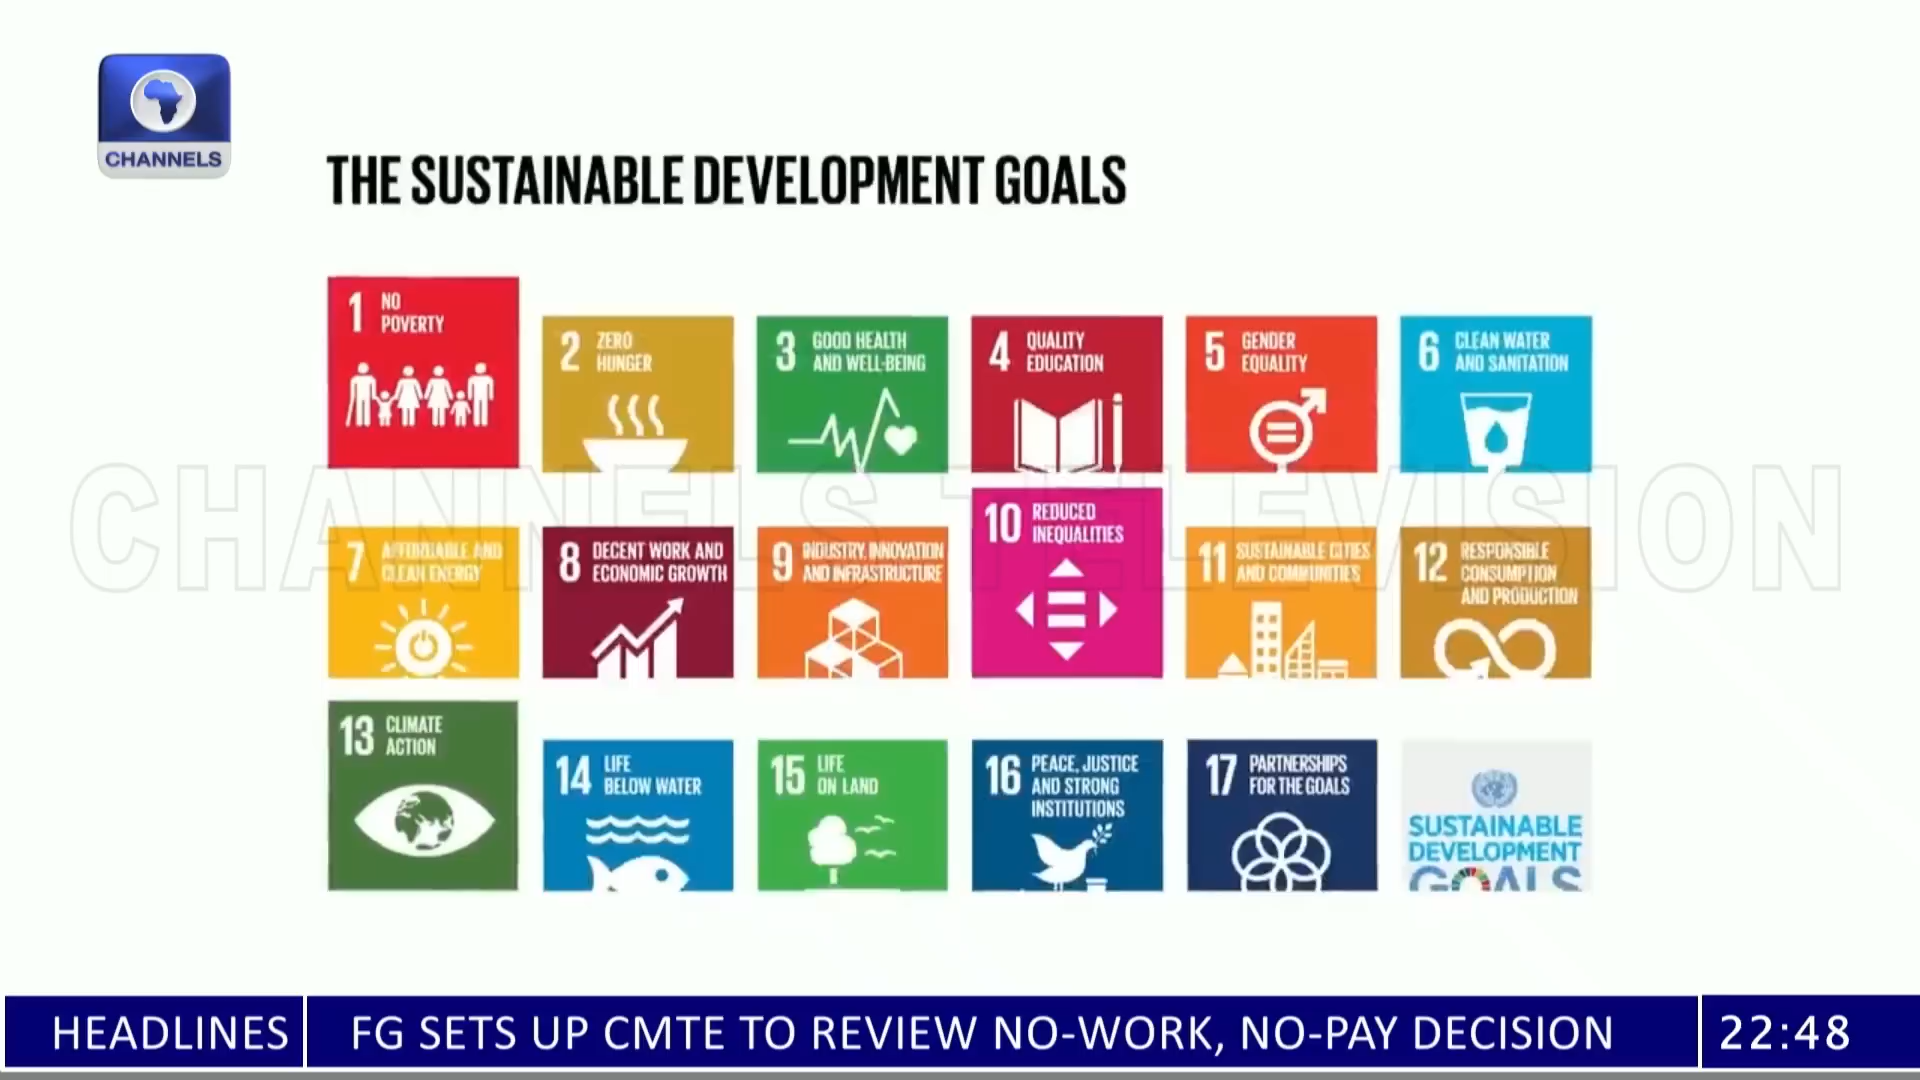 CHANNELS
THE SUSTAINABLE DEVELOPMENT GOALS
1 NO
POVERTY
2 ZERO
HUNGER
3 GOOD HEALTH
AND WELL-BEING
4 QUALITY
EDUCATION
5 GENDER
EQUALITY
6 CLEAN WATER
AND SANITATION
CHANNELS TELEVISION
7 AFFORDABLE AND
CLEAN ENERGY
8 DECENT WORK AND
ECONOMIC GROWTH
9 INDUSTRY, INNOVATION
AND INFRASTRUCTURE
10 REDUCED
INEQUALITIES
11 SUSTAINABLE CITIES
AND COMMUNITIES
12 RESPONSIBLE
CONSUMPTION
AND PRODUCTION
13 CLIMATE
ACTION
14 LIFE
BELOW WATER
15 LIFE
ON LAND
16 PEACE, JUSTICE
AND STRONG
INSTITUTIONS
17 PARTNERSHIPS
FOR THE GOALS
SUSTAINABLE
DEVELOPMENT
GOALS
HEADLINES
FG SETS UP CMTE TO REVIEW NO-WORK, NO-PAY DECISION
22:48